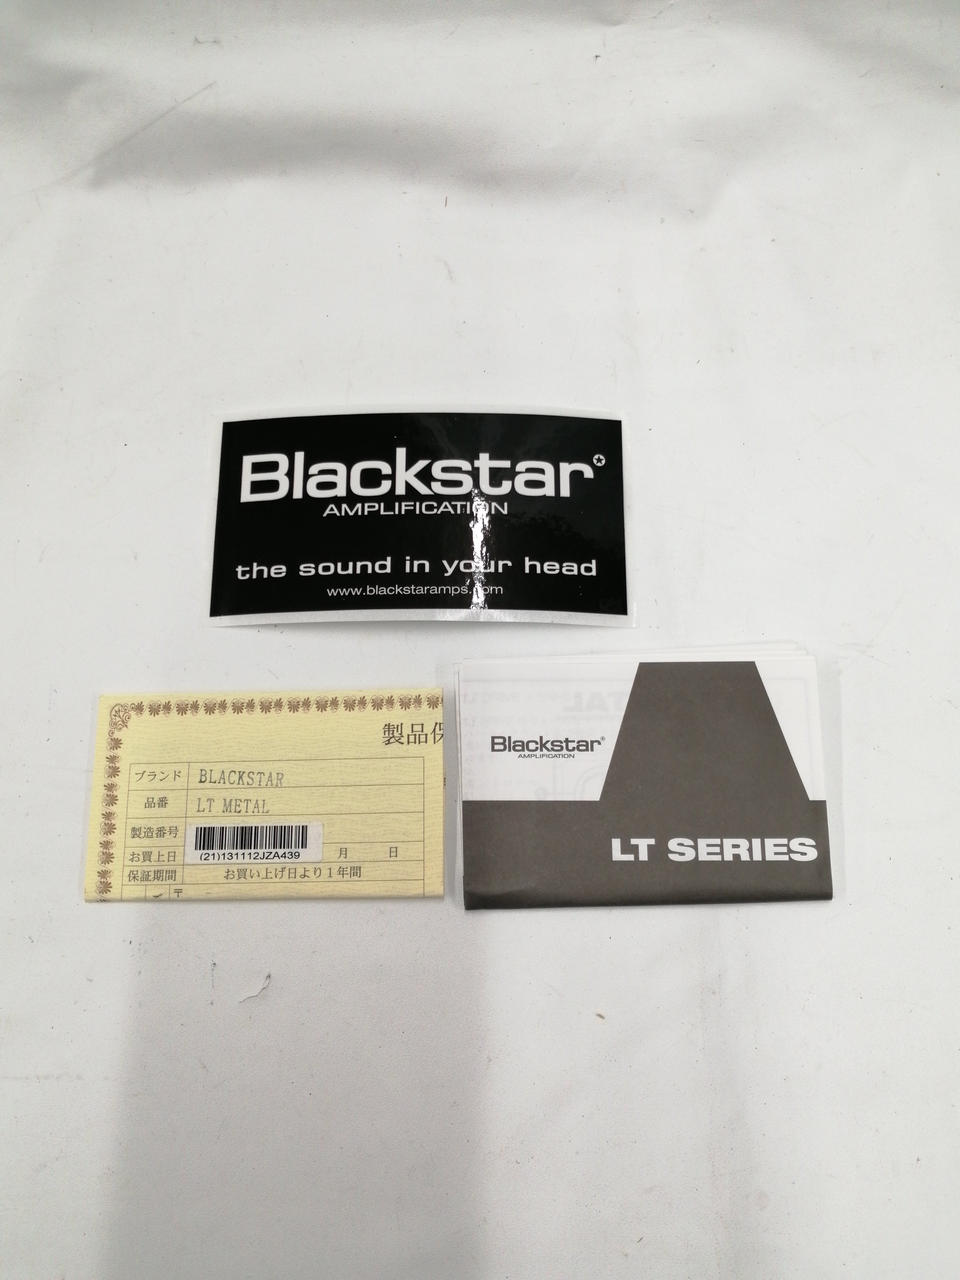 Blackstar
AMPLIFICATION
the sound in your head
www.blackstaramps.com
製品保
ブランド BLACKSTAR
品番 LT METAL
製造番号
(21)131112JZA439
お買上日 月 日
保証期間 お買い上げ日より1年間
〒
Blackstar
AMPLIFICATION
LT SERIES